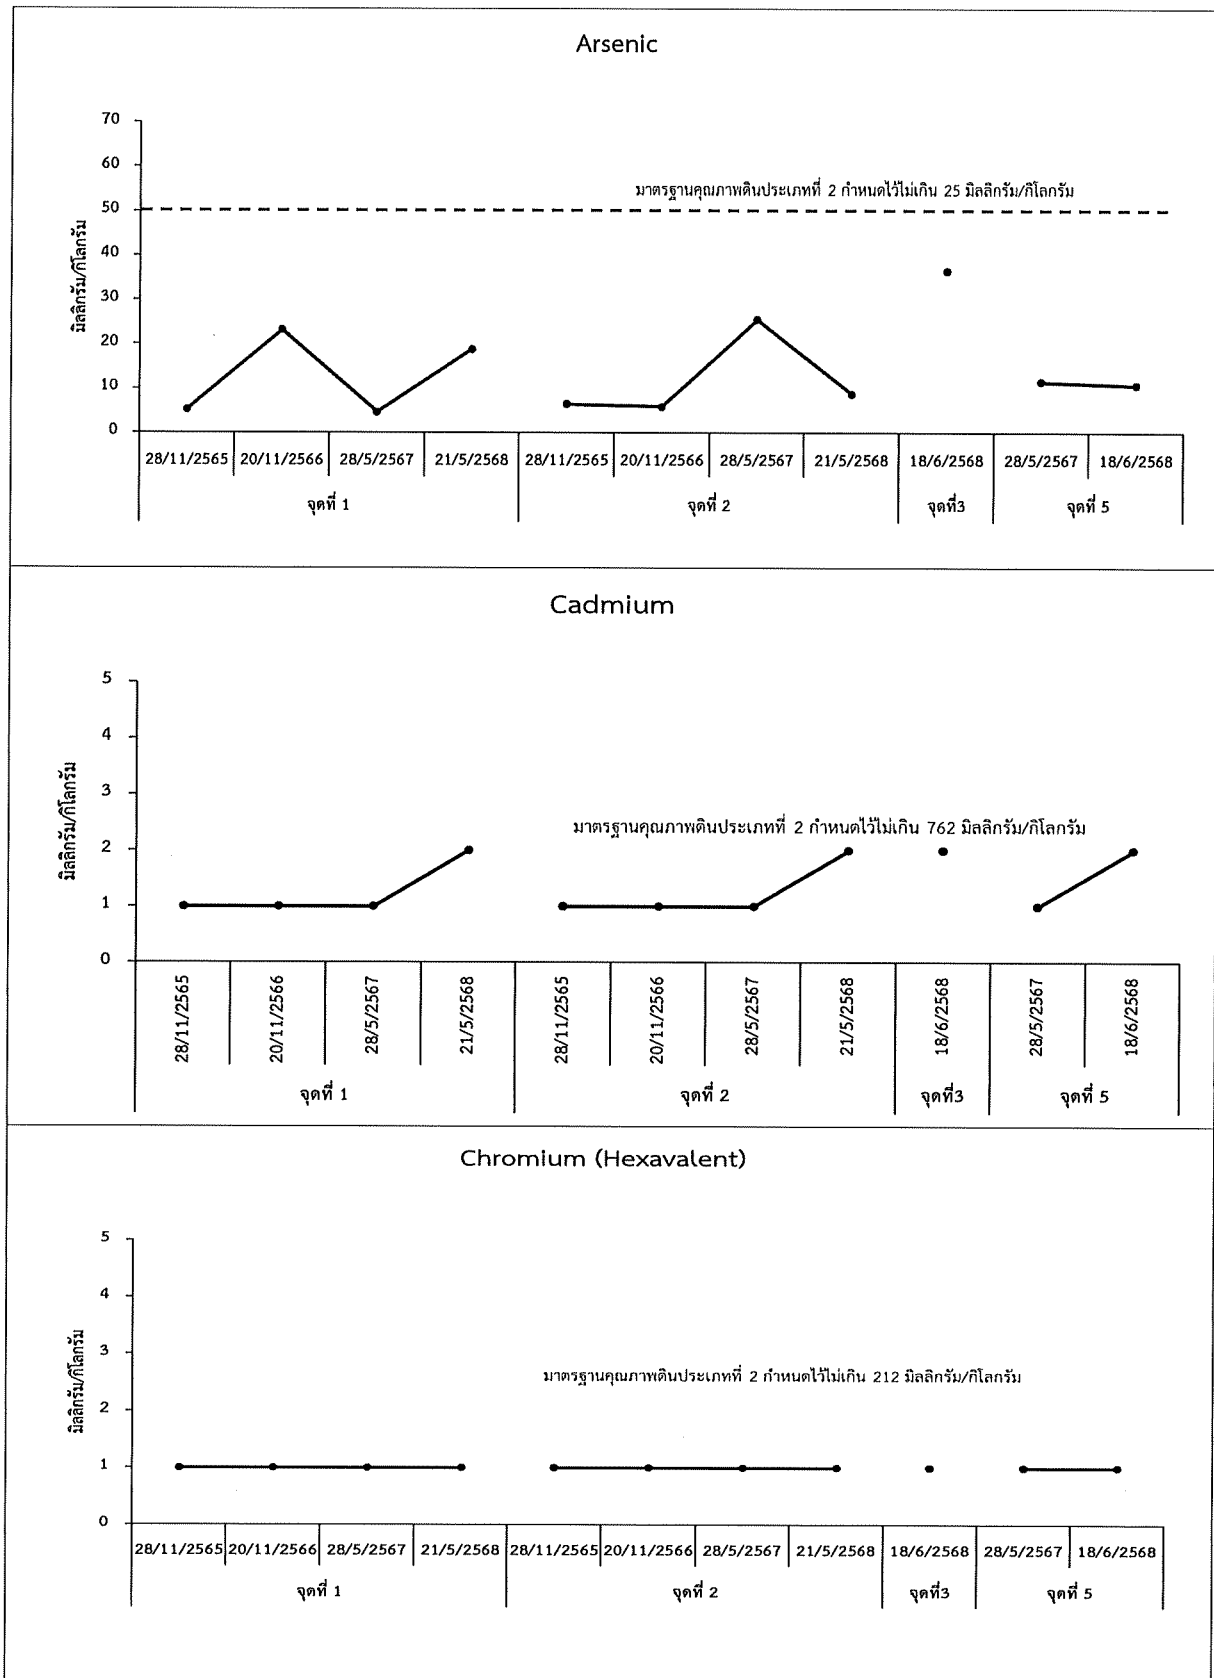 Arsenic
70
60
มาตรฐานคุณภาพดินประเภทที่ 2 กำหนดไว้ไม่เกิน 25 มิลลิกรัม/กิโลกรัม
50
40
30
20
10
0
มิลลิกรัม/กิโลกรัม
28/11/2565 20/11/2566 28/5/2567 21/5/2568 28/11/2565 20/11/2566 28/5/2567 21/5/2568 18/6/2568 28/5/2567 18/6/2568
จุดที่ 1 จุดที่ 2 จุดที่3 จุดที่ 5
Cadmium
5
4
3
มาตรฐานคุณภาพดินประเภทที่ 2 กำหนดไว้ไม่เกิน 762 มิลลิกรัม/กิโลกรัม
2
1
0
มิลลิกรัม/กิโลกรัม
28/11/2565 20/11/2566 28/5/2567 21/5/2568 28/11/2565 20/11/2566 28/5/2567 21/5/2568 18/6/2568 28/5/2567 18/6/2568
จุดที่ 1 จุดที่ 2 จุดที่3 จุดที่ 5
Chromium (Hexavalent)
5
4
3
มาตรฐานคุณภาพดินประเภทที่ 2 กำหนดไว้ไม่เกิน 212 มิลลิกรัม/กิโลกรัม
2
1
0
มิลลิกรัม/กิโลกรัม
28/11/2565 20/11/2566 28/5/2567 21/5/2568 28/11/2565 20/11/2566 28/5/2567 21/5/2568 18/6/2568 28/5/2567 18/6/2568
จุดที่ 1 จุดที่ 2 จุดที่3 จุดที่ 5